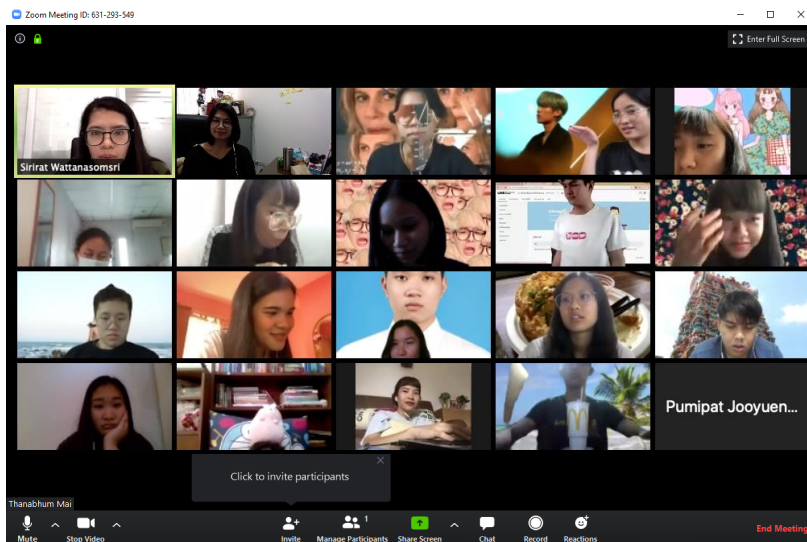 Zoom Meeting ID: 631-293-549
Enter Full Screen
Sirirat Wattanasomsri
Pumipat Jooyuen...
Click to invite participants
Thanabhum Mai
1
Mute
Stop Video
Invite
Manage Participants
Share Screen
Chat
Record
Reactions
End Meeting